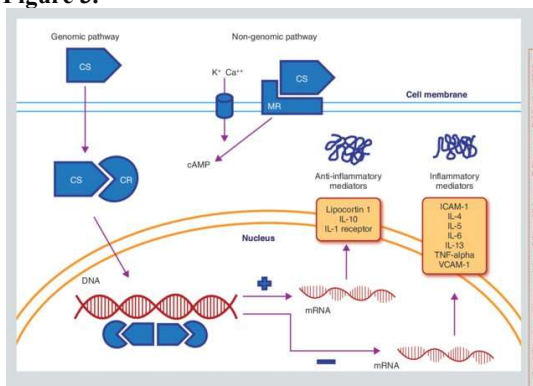 Figure 3.
Genomic pathway
Non-genomic pathway
CS
K⁺ Ca⁺⁺
CS
MR
Cell membrane
CS
CR
cAMP
Anti-inflammatory
mediators
Inflammatory
mediators
Lipocortin 1
IL-10
IL-1 receptor
ICAM-1
IL-4
IL-5
IL-6
IL-13
TNF-alpha
VCAM-1
Nucleus
DNA
+
mRNA
−
mRNA